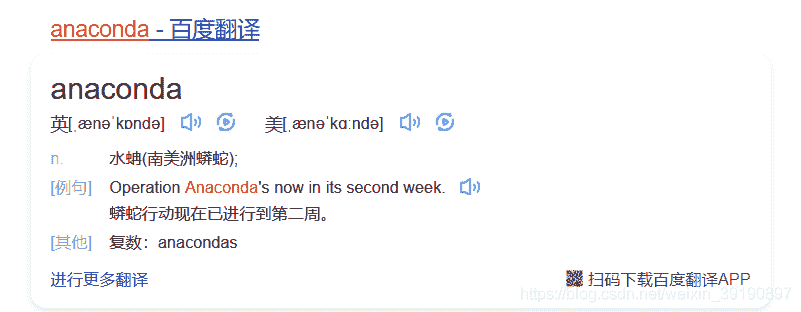 anaconda - 百度翻译
anaconda
英[ˌænəˈkɒndə] 美[ˌænəˈkɑːndə]
n. 水蚺(南美洲蟒蛇);
[例句] Operation Anaconda's now in its second week.
蟒蛇行动现在已进行到第二周。
[其他] 复数：anacondas
进行更多翻译 扫码下载百度翻译APP
https://blog.csdn.net/weixin_39190897